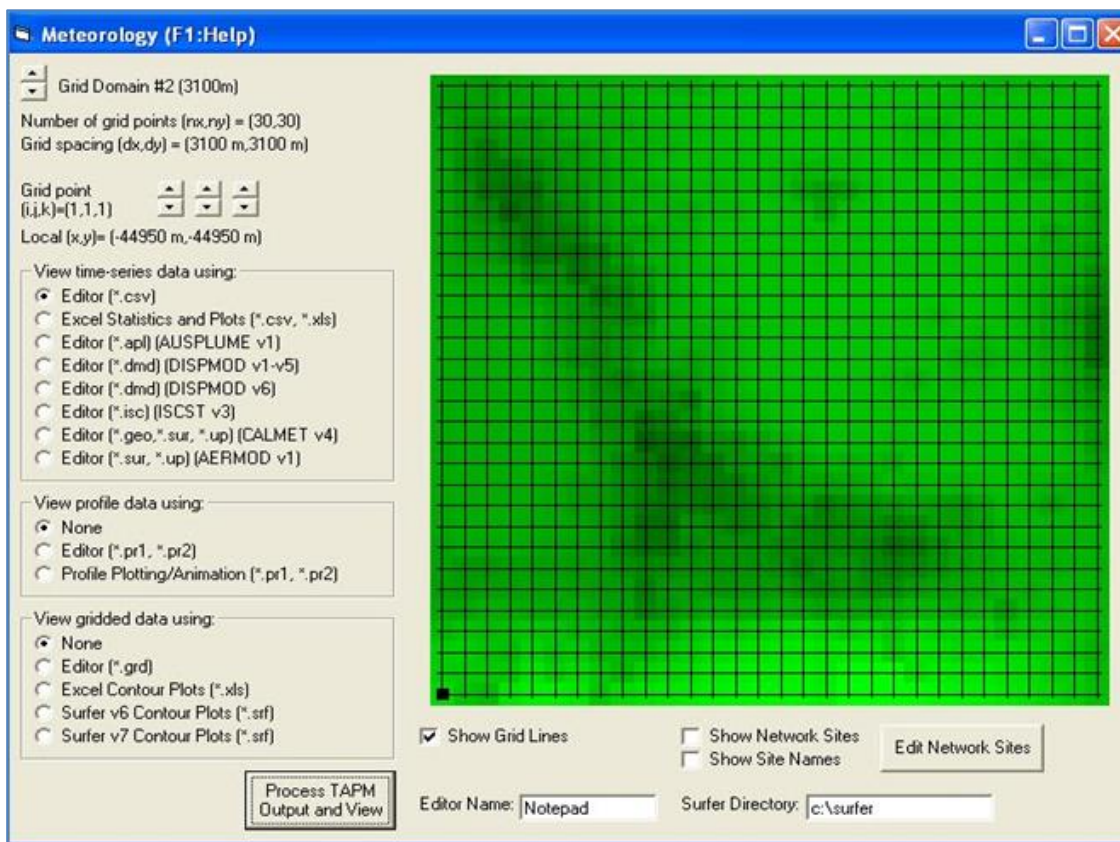 Meteorology (F1:Help)
Grid Domain #2 (3100m)
Number of grid points (nx,ny) = (30,30)
Grid spacing (dx,dy) = (3100 m,3100 m)
Grid point
(i,j,k)=(1,1,1)
Local (x,y)= (-44950 m,-44950 m)
View time-series data using:
Editor (*.csv)
Excel Statistics and Plots (*.csv, *.xls)
Editor (*.apl) (AUSPLUME v1)
Editor (*.dmd) (DISPMOD v1-v5)
Editor (*.dmd) (DISPMOD v6)
Editor (*.isc) (ISCST v3)
Editor (*.geo,*.sur, *.up) (CALMET v4)
Editor (*.sur, *.up) (AERMOD v1)
View profile data using:
None
Editor (*.pr1, *.pr2)
Profile Plotting/Animation (*.pr1, *.pr2)
View gridded data using:
None
Editor (*.grd)
Excel Contour Plots (*.xls)
Surfer v6 Contour Plots (*.srf)
Surfer v7 Contour Plots (*.srf)
Process TAPM
Output and View
Show Grid Lines
Show Network Sites
Show Site Names
Edit Network Sites
Editor Name: Notepad
Surfer Directory: c:\surfer